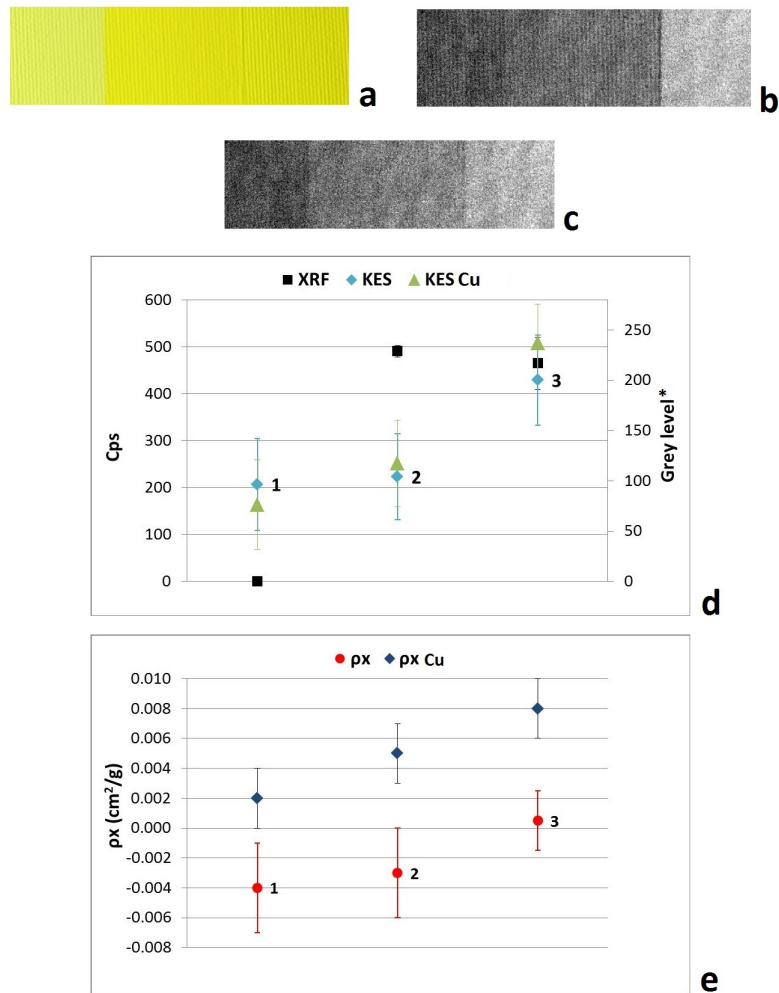 a
b
c
XRF KES KES Cu
600
500
400
300
200
100
0
Cps
250
200
150
100
50
0
Grey level*
1
2
3
d
ρx ρx Cu
0.010
0.008
0.006
0.004
0.002
0.000
-0.002
-0.004
-0.006
-0.008
ρx (cm²/g)
1
2
3
e